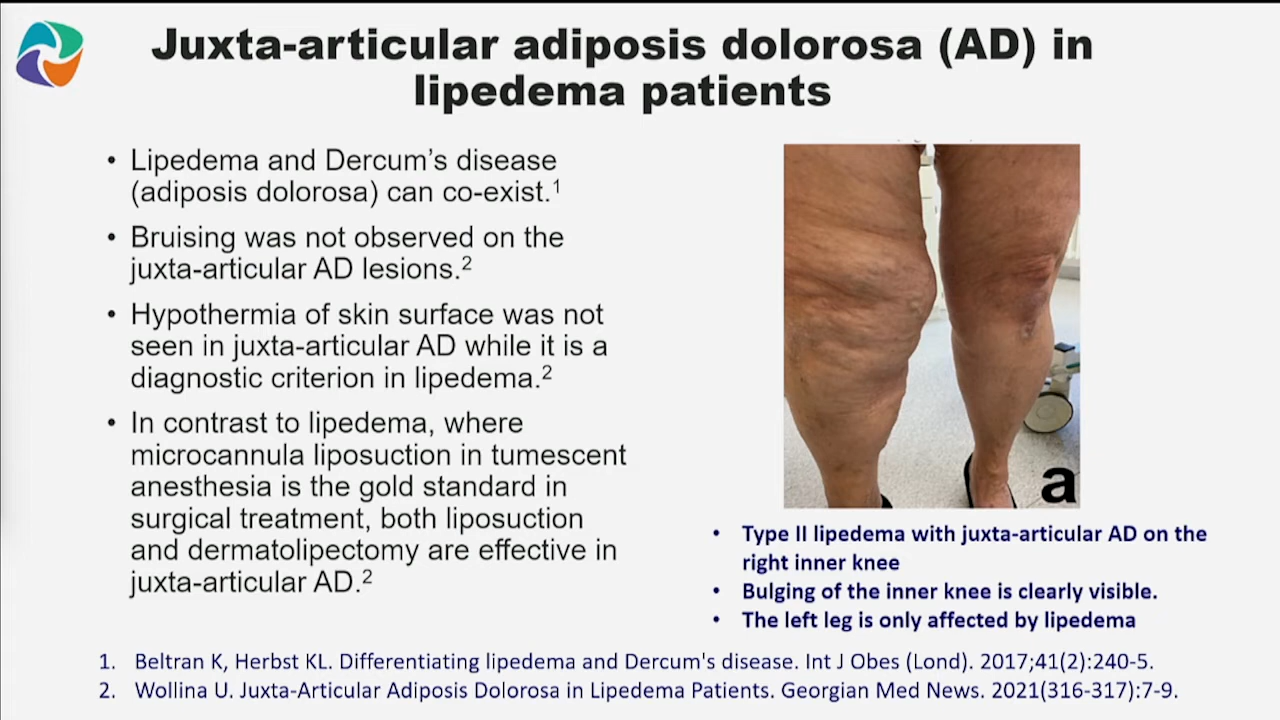 Juxta-articular adiposis dolorosa (AD) in
lipedema patients
• Lipedema and Dercum's disease
(adiposis dolorosa) can co-exist.¹
• Bruising was not observed on the
juxta-articular AD lesions.²
• Hypothermia of skin surface was not
seen in juxta-articular AD while it is a
diagnostic criterion in lipedema.²
• In contrast to lipedema, where
microcannula liposuction in tumescent
anesthesia is the gold standard in
surgical treatment, both liposuction
and dermatolipectomy are effective in
juxta-articular AD.²
a
• Type II lipedema with juxta-articular AD on the
right inner knee
• Bulging of the inner knee is clearly visible.
• The left leg is only affected by lipedema
1. Beltran K, Herbst KL. Differentiating lipedema and Dercum's disease. Int J Obes (Lond). 2017;41(2):240-5.
2. Wollina U. Juxta-Articular Adiposis Dolorosa in Lipedema Patients. Georgian Med News. 2021(316-317):7-9.